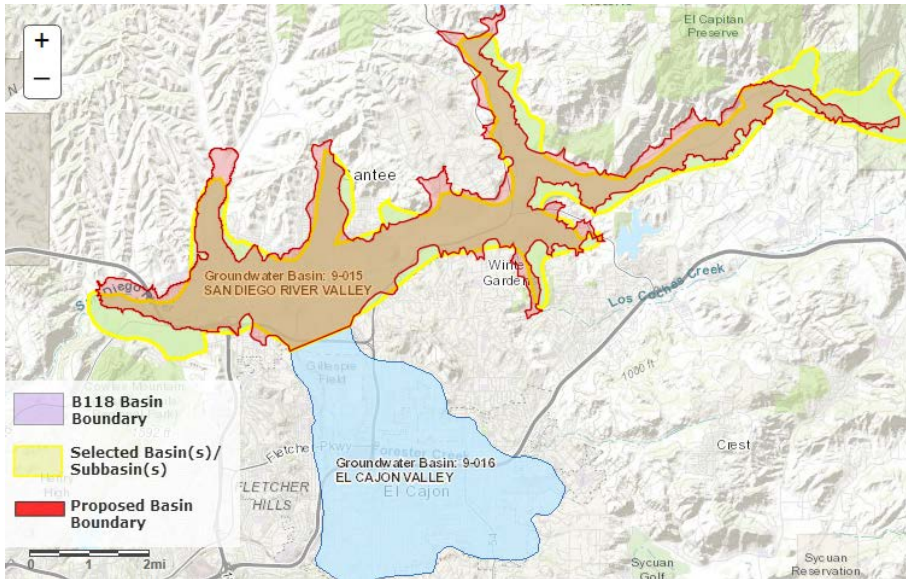 +
−
El Capitan
Preserve
antee
Groundwater Basin: 9-015
SAN DIEGO RIVER VALLEY
Diego
Winter
Garden
Los Coches Creek
Gillespie
Field
1000 ft
Crest
Fletcher Pkwy
Forester Creek
Groundwater Basin: 9-016
EL CAJON VALLEY
El Cajon
FLETCHER
HILLS
High
B118 Basin
Boundary
Selected Basin(s)/
Subbasin(s)
Proposed Basin
Boundary
0 1 2mi
Sycuan
Golf
Sycuan
Reservation